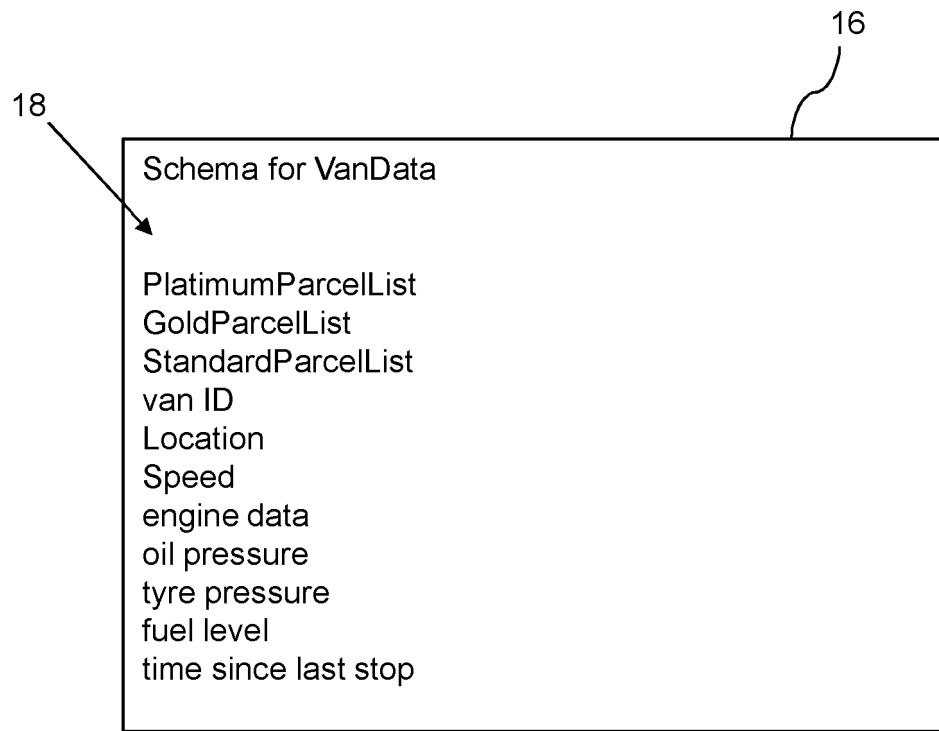 16
18
Schema for VanData
PlatimumParcelList
GoldParcelList
StandardParcelList
van ID
Location
Speed
engine data
oil pressure
tyre pressure
fuel level
time since last stop